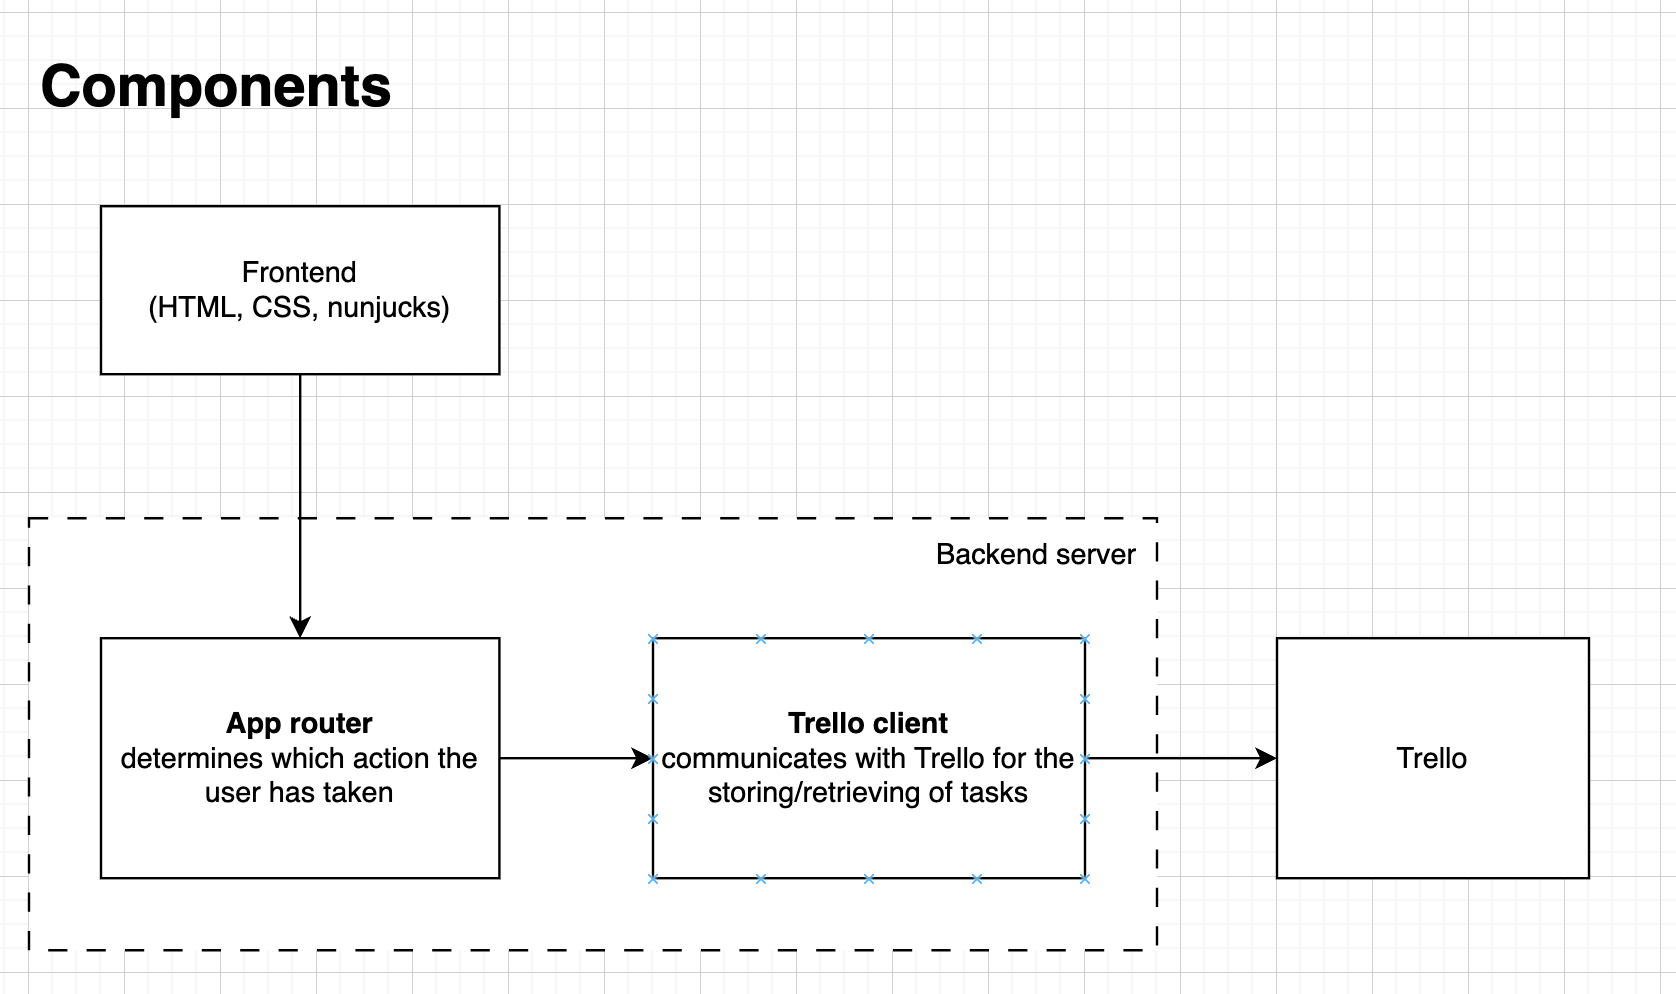 Components
Frontend
(HTML, CSS, nunjucks)
Backend server
App router
determines which action the
user has taken
Trello client
communicates with Trello for the
storing/retrieving of tasks
Trello